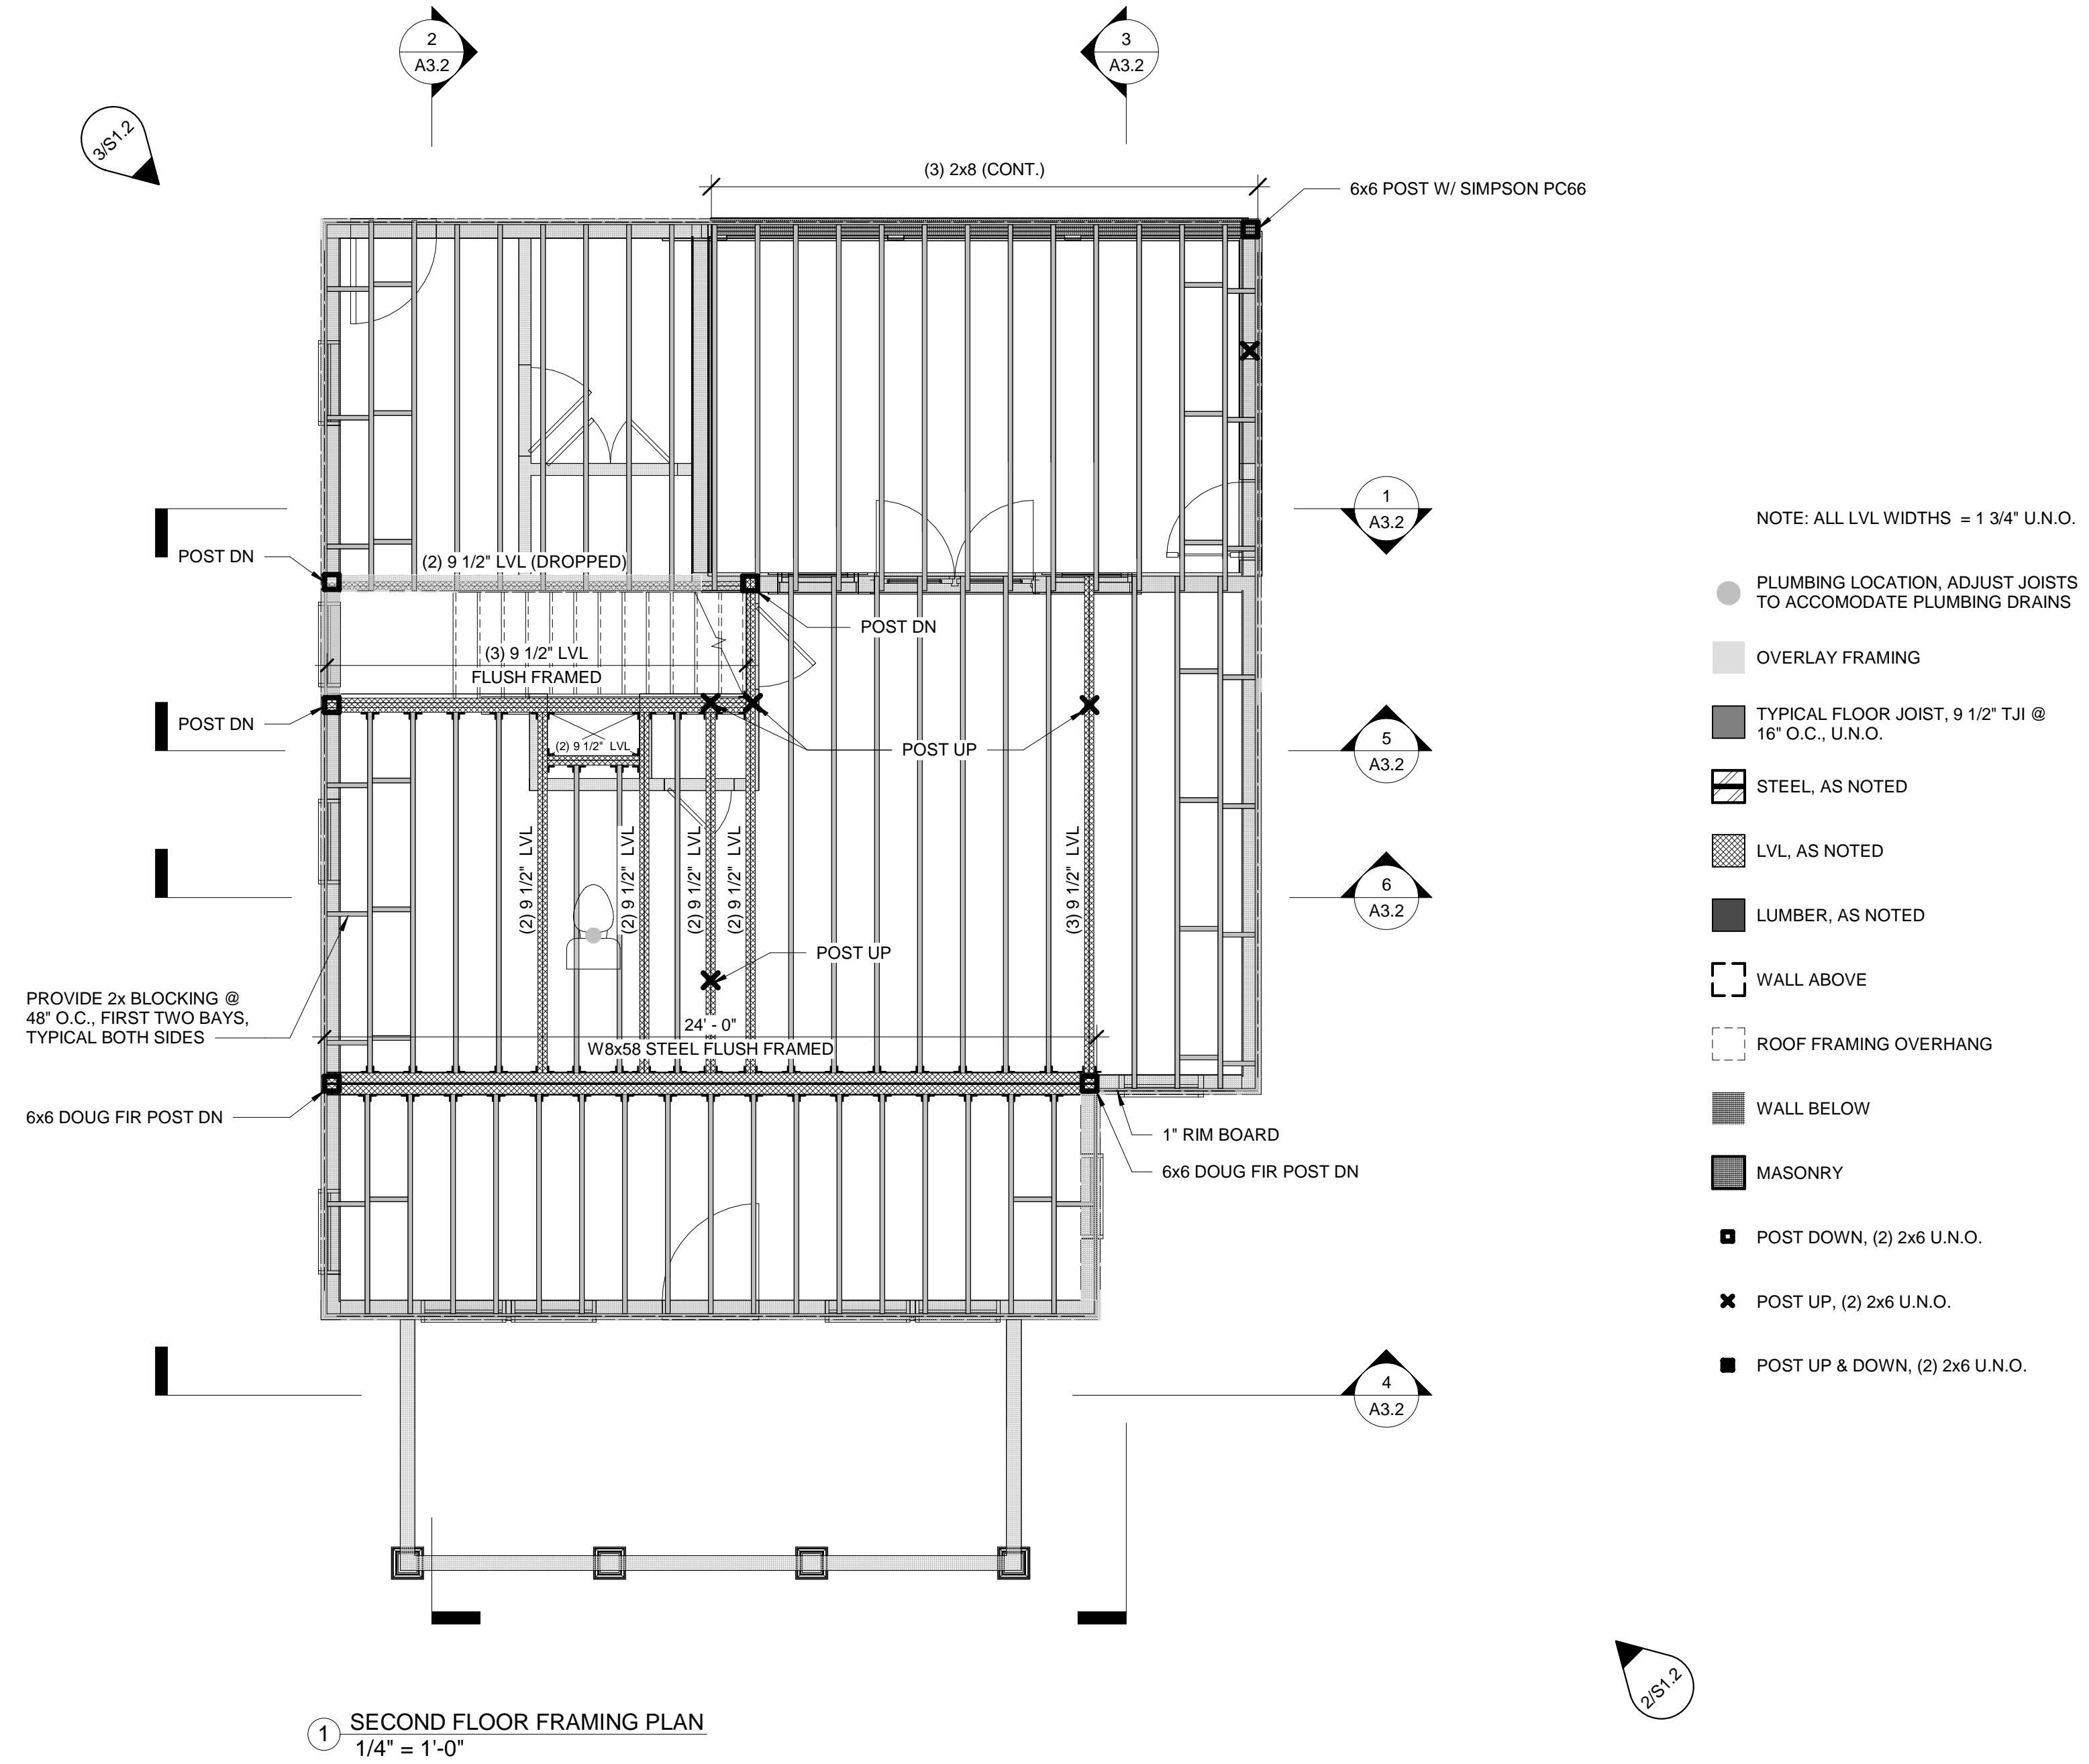 2
A3.2
3
A3.2
3/S1.2
(3) 2x8 (CONT.)
6x6 POST W/ SIMPSON PC66
1
A3.2
POST DN
(2) 9 1/2" LVL (DROPPED)
POST DN
(3) 9 1/2" LVL
FLUSH FRAMED
POST DN
(2) 9 1/2" LVL
POST UP
5
A3.2
(2) 9 1/2" LVL
(2) 9 1/2" LVL
(2) 9 1/2" LVL
(2) 9 1/2" LVL
(3) 9 1/2" LVL
6
A3.2
POST UP
PROVIDE 2x BLOCKING @
48" O.C., FIRST TWO BAYS,
TYPICAL BOTH SIDES
24' - 0"
W8x58 STEEL FLUSH FRAMED
6x6 DOUG FIR POST DN
1" RIM BOARD
6x6 DOUG FIR POST DN
4
A3.2
2/S1.2
NOTE: ALL LVL WIDTHS = 1 3/4" U.N.O.
PLUMBING LOCATION, ADJUST JOISTS
TO ACCOMODATE PLUMBING DRAINS
OVERLAY FRAMING
TYPICAL FLOOR JOIST, 9 1/2" TJI @
16" O.C., U.N.O.
STEEL, AS NOTED
LVL, AS NOTED
LUMBER, AS NOTED
WALL ABOVE
ROOF FRAMING OVERHANG
WALL BELOW
MASONRY
POST DOWN, (2) 2x6 U.N.O.
POST UP, (2) 2x6 U.N.O.
POST UP & DOWN, (2) 2x6 U.N.O.
1
SECOND FLOOR FRAMING PLAN
1/4" = 1'-0"